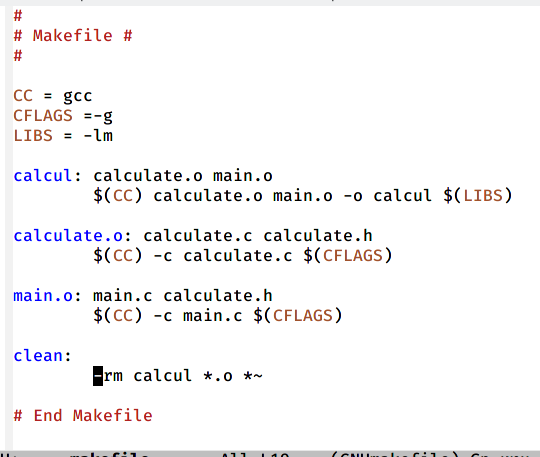 #
# Makefile #
#
CC = gcc
CFLAGS =-g
LIBS = -lm
calcul: calculate.o main.o
$(CC) calculate.o main.o -o calcul $(LIBS)
calculate.o: calculate.c calculate.h
$(CC) -c calculate.c $(CFLAGS)
main.o: main.c calculate.h
$(CC) -c main.c $(CFLAGS)
clean:
-rm calcul *.o *~
# End Makefile